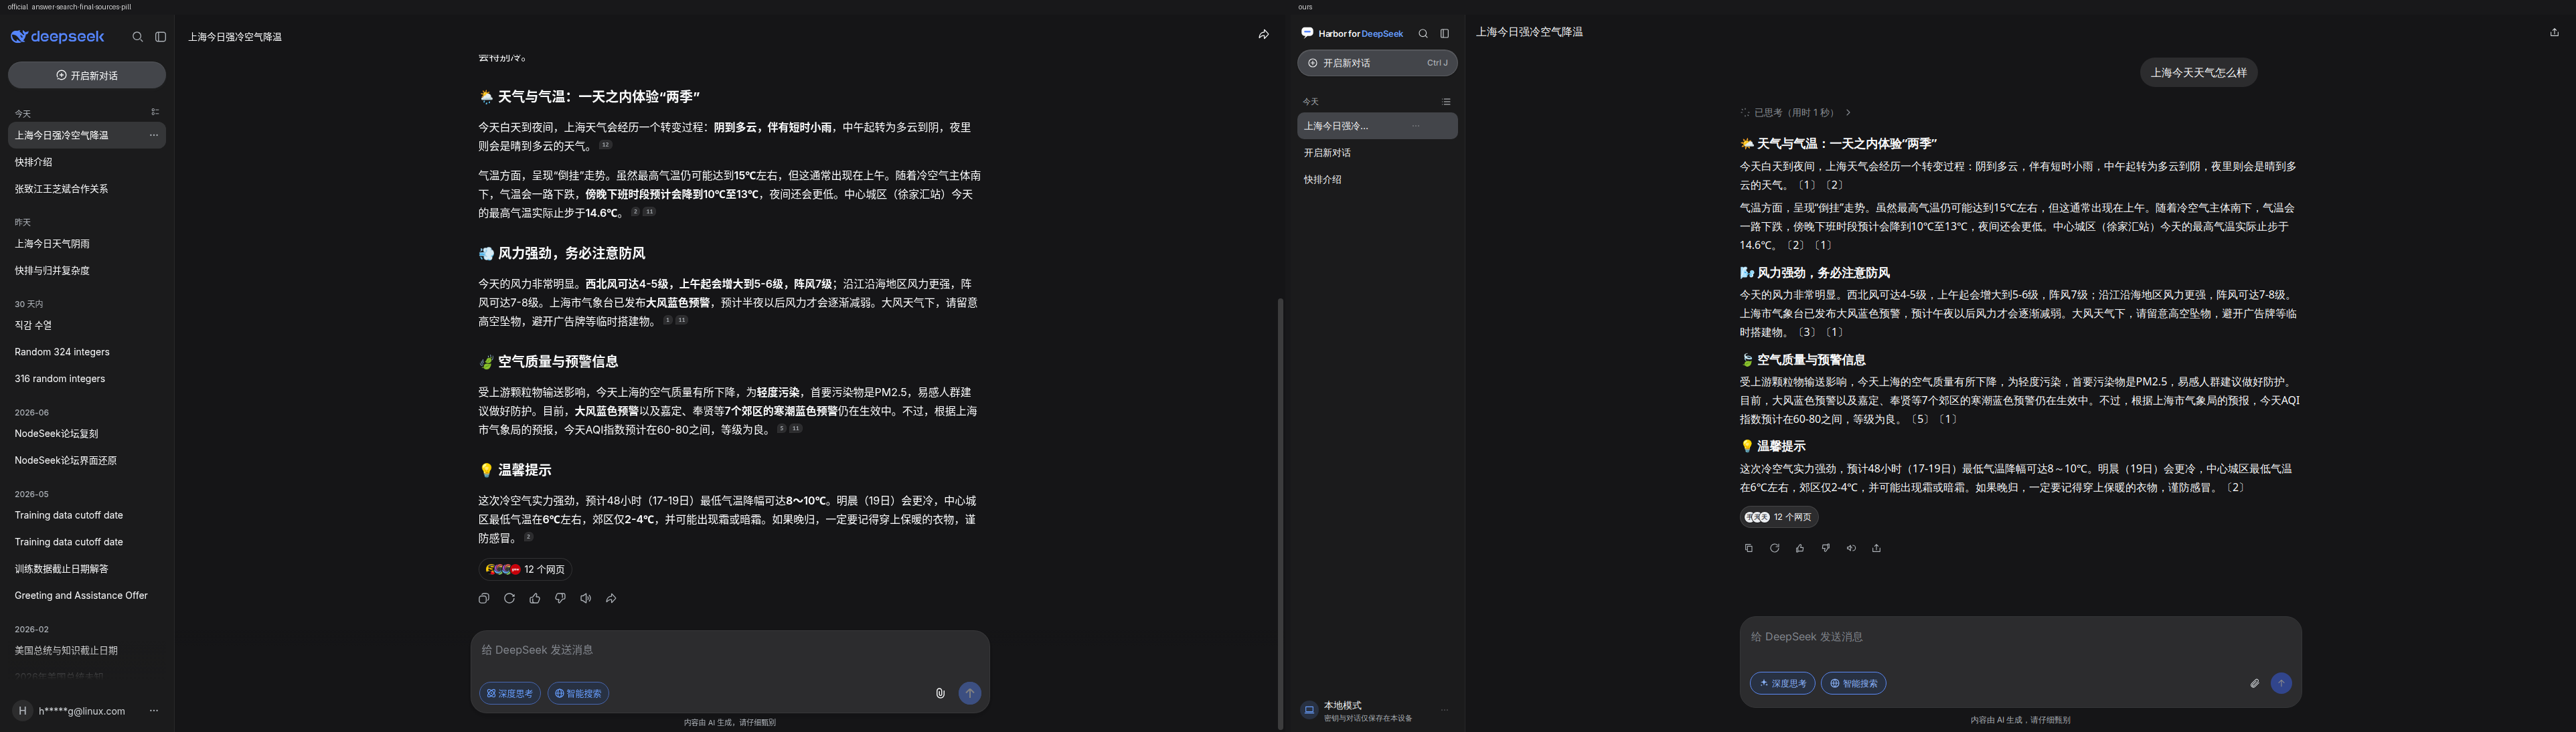 official answer-search-final-sources-pill
deepseek
上海今日强冷空气降温
开启新对话
今天
上海今日强冷空气降温
快排介绍
张致江王芝斌合作关系
昨天
上海今日天气阴雨
快排与归并复杂度
30 天内
직감 수열
Random 324 integers
316 random integers
2026-06
NodeSeek论坛复刻
NodeSeek论坛界面还原
2026-05
Training data cutoff date
Training data cutoff date
训练数据截止日期解答
Greeting and Assistance Offer
2026-02
美国总统与知识截止日期
H h*****g@linux.com
会特别冷。
🌦️ 天气与气温：一天之内体验“两季”
今天白天到夜间，上海天气会经历一个转变过程：阴到多云，伴有短时小雨，中午起转为多云到阴，夜里
则会是晴到多云的天气。 12
气温方面，呈现“倒挂”走势。虽然最高气温仍可能达到15℃左右，但这通常出现在上午。随着冷空气主体南
下，气温会一路下跌，傍晚下班时段预计会降到10℃至13℃，夜间还会更低。中心城区（徐家汇站）今天
的最高气温实际止步于14.6℃。 2 11
💨 风力强劲，务必注意防风
今天的风力非常明显。西北风可达4-5级，上午起会增大到5-6级，阵风7级；沿江沿海地区风力更强，阵
风可达7-8级。上海市气象台已发布大风蓝色预警，预计半夜以后风力才会逐渐减弱。大风天气下，请留意
高空坠物，避开广告牌等临时搭建物。 1 11
🌿 空气质量与预警信息
受上游颗粒物输送影响，今天上海的空气质量有所下降，为轻度污染，首要污染物是PM2.5，易感人群建
议做好防护。目前，大风蓝色预警以及嘉定、奉贤等7个郊区的寒潮蓝色预警仍在生效中。不过，根据上海
市气象局的预报，今天AQI指数预计在60-80之间，等级为良。 5 11
💡 温馨提示
这次冷空气实力强劲，预计48小时（17-19日）最低气温降幅可达8～10℃。明晨（19日）会更冷，中心城
区最低气温在6℃左右，郊区仅2-4℃，并可能出现霜或暗霜。如果晚归，一定要记得穿上保暖的衣物，谨
防感冒。 2
12 个网页
给 DeepSeek 发送消息
深度思考 智能搜索
内容由 AI 生成，请仔细甄别
ours
Harbor for DeepSeek
开启新对话 Ctrl J
今天
上海今日强冷...
开启新对话
快排介绍
本地模式
密钥与对话仅保存在本设备
上海今日强冷空气降温
上海今天天气怎么样
已思考（用时 1 秒）
🌤️ 天气与气温：一天之内体验“两季”
今天白天到夜间，上海天气会经历一个转变过程：阴到多云，伴有短时小雨，中午起转为多云到阴，夜里则会是晴到多
云的天气。〔1〕〔2〕
气温方面，呈现“倒挂”走势。虽然最高气温仍可能达到15℃左右，但这通常出现在上午。随着冷空气主体南下，气温会
一路下跌，傍晚下班时段预计会降到10℃至13℃，夜间还会更低。中心城区（徐家汇站）今天的最高气温实际止步于
14.6℃。〔2〕〔1〕
🌬️ 风力强劲，务必注意防风
今天的风力非常明显。西北风可达4-5级，上午起会增大到5-6级，阵风7级；沿江沿海地区风力更强，阵风可达7-8级。
上海市气象台已发布大风蓝色预警，预计午夜以后风力才会逐渐减弱。大风天气下，请留意高空坠物，避开广告牌等临
时搭建物。〔3〕〔1〕
🍃 空气质量与预警信息
受上游颗粒物输送影响，今天上海的空气质量有所下降，为轻度污染，首要污染物是PM2.5，易感人群建议做好防护。
目前，大风蓝色预警以及嘉定、奉贤等7个郊区的寒潮蓝色预警仍在生效中。不过，根据上海市气象局的预报，今天AQI
指数预计在60-80之间，等级为良。〔5〕〔1〕
💡 温馨提示
这次冷空气实力强劲，预计48小时（17-19日）最低气温降幅可达8～10℃。明晨（19日）会更冷，中心城区最低气温
在6℃左右，郊区仅2-4℃，并可能出现霜或暗霜。如果晚归，一定要记得穿上保暖的衣物，谨防感冒。〔2〕
12 个网页
给 DeepSeek 发送消息
深度思考 智能搜索
内容由 AI 生成，请仔细甄别